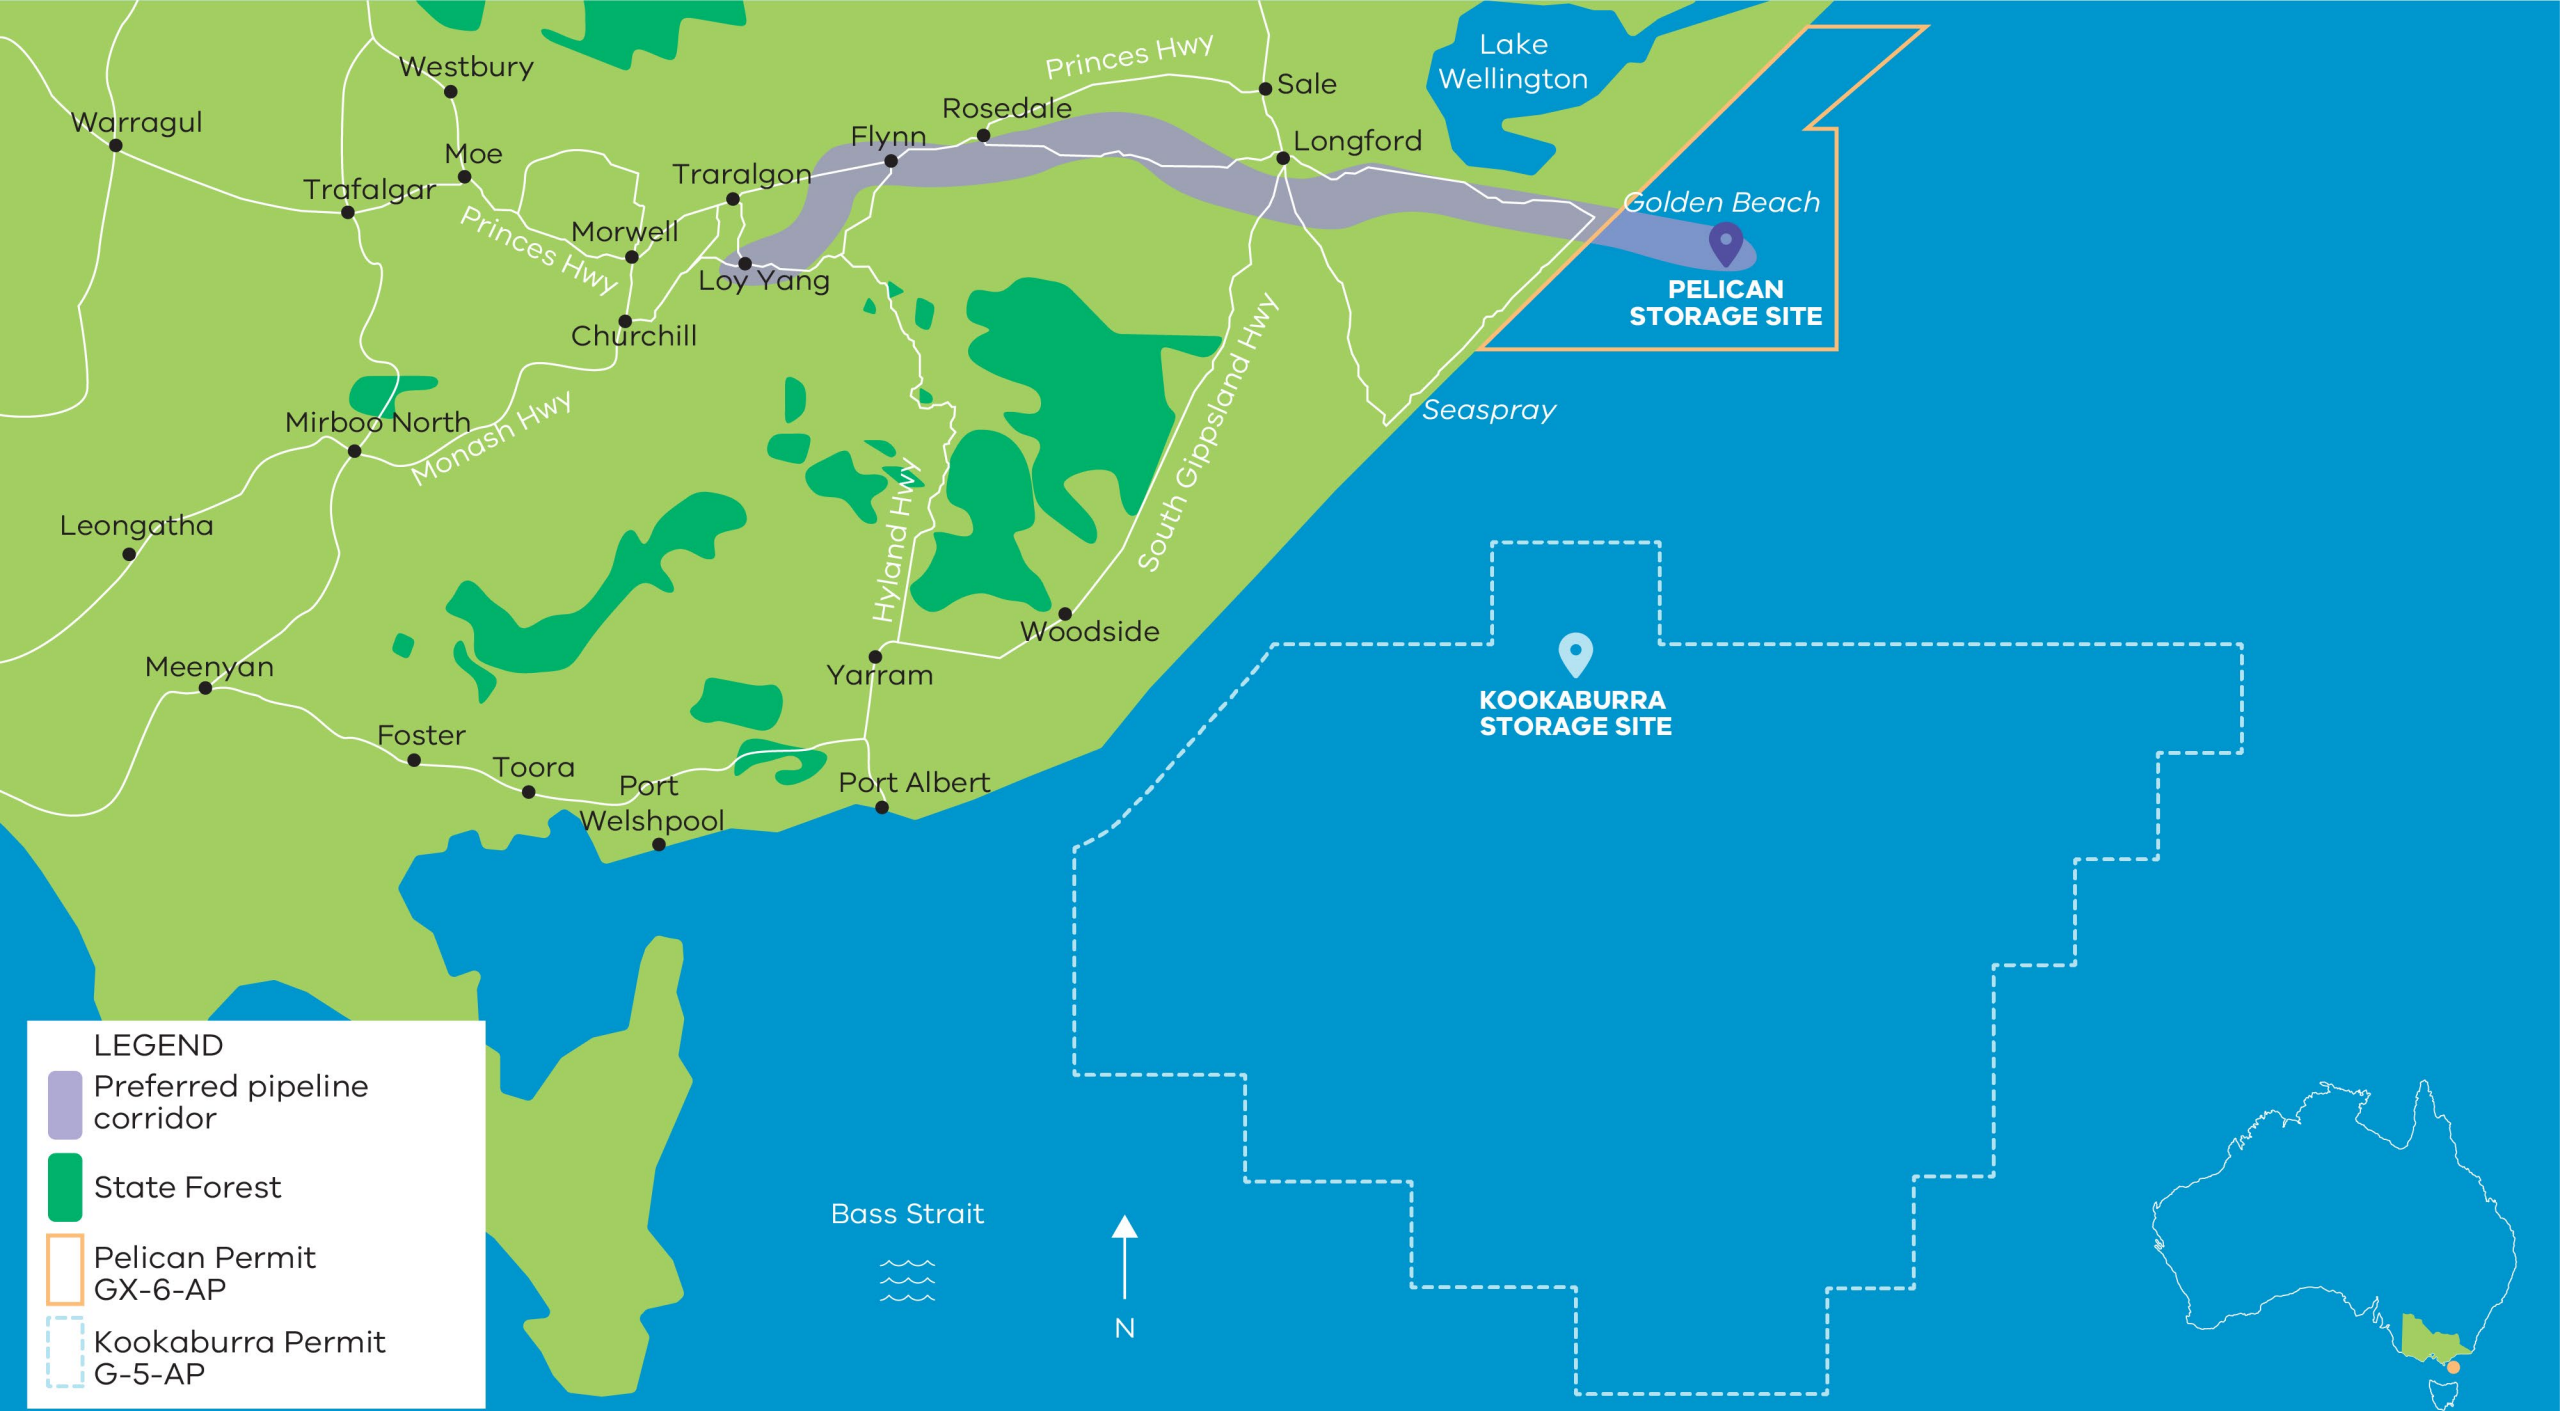 Princes Hwy
Lake
Wellington
Westbury
Sale
Rosedale
Warragul
Flynn
Longford
Moe
Traralgon
Trafalgar
Golden Beach
Princes Hwy
Morwell
Loy Yang
PELICAN
STORAGE SITE
Churchill
South Gippsland Hwy
Mirboo North
Monash Hwy
Seaspray
Hyland Hwy
Leongatha
Woodside
Meenyan
Yarram
KOOKABURRA
STORAGE SITE
Foster
Toora
Port
Welshpool
Port Albert
LEGEND
Preferred pipeline
corridor
State Forest
Pelican Permit
GX-6-AP
Kookaburra Permit
G-5-AP
Bass Strait
N